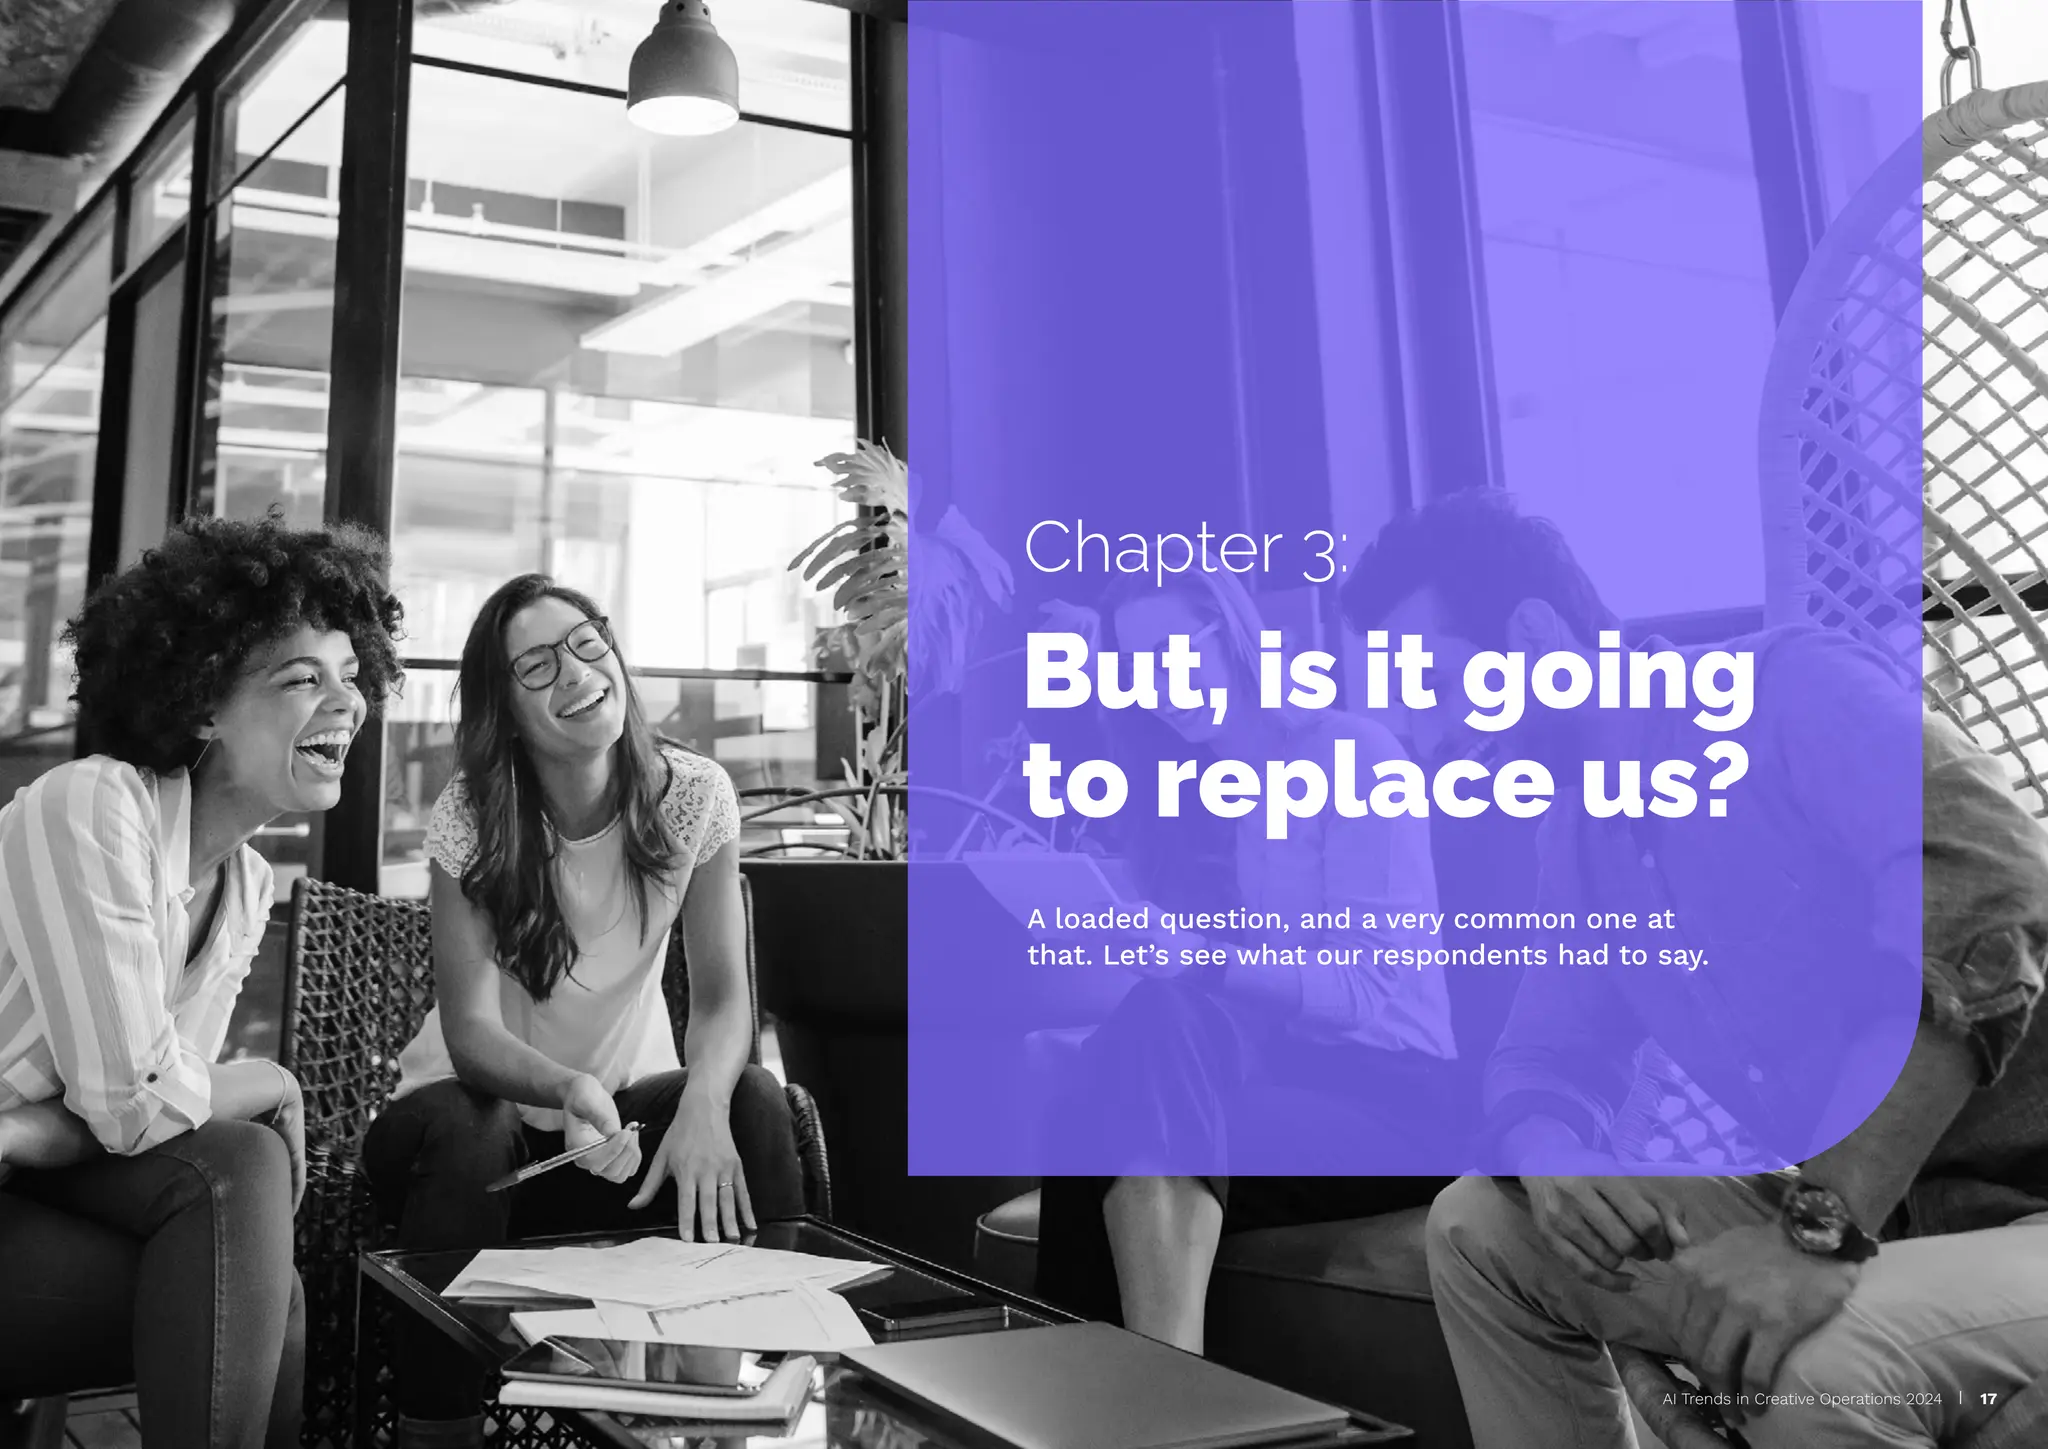 Chapter 3:
But, is it going
to replace us?
A loaded question, and a very common one at
that. Let’s see what our respondents had to say.
AI Trends in Creative Operations 2024 | 17